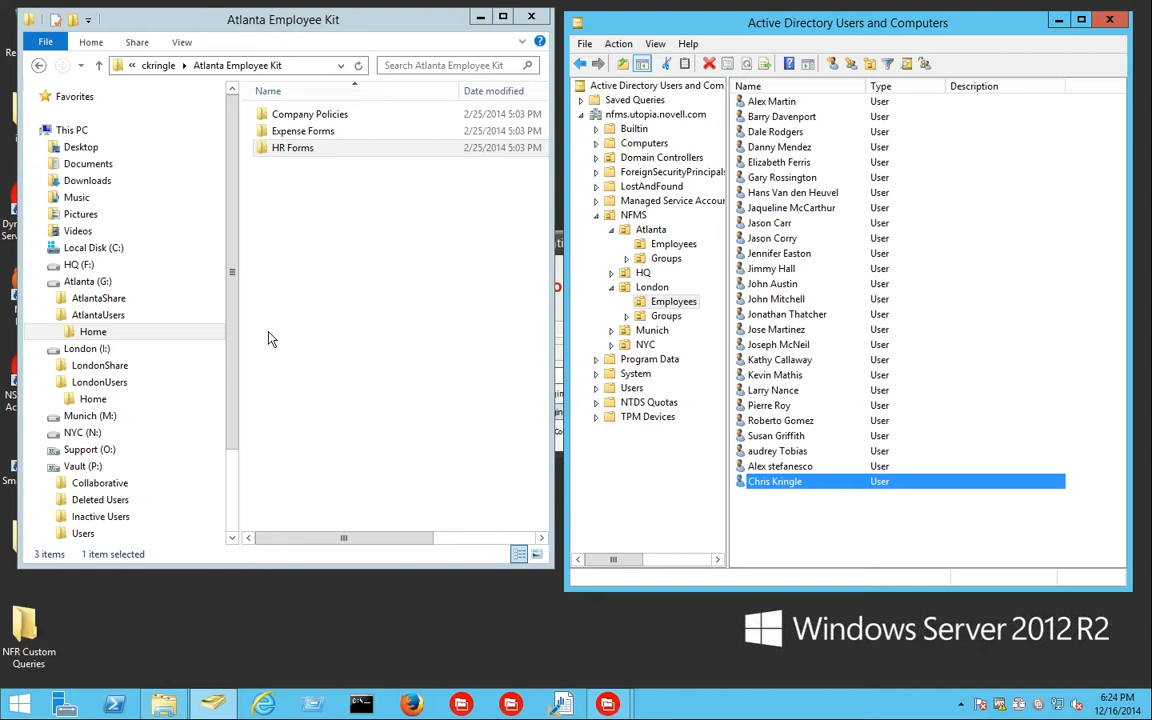 Atlanta Employee Kit
File
Home
Share
View
ckringle
Atlanta Employee Kit
Search Atlanta Employee Kit
Name
Date modified
Favorites
Company Policies
2/25/2014 5:03 PM
Expense Forms
2/25/2014 5:03 PM
HR Forms
2/25/2014 5:03 PM
This PC
Desktop
Documents
Downloads
Music
Pictures
Videos
Local Disk (C:)
HQ (F:)
Atlanta (G:)
AtlantaShare
AtlantaUsers
Home
London (I:)
LondonShare
LondonUsers
Home
Munich (M:)
NYC (N:)
Support (O:)
Vault (P:)
Collaborative
Deleted Users
Inactive Users
Users
3 items
1 item selected
Active Directory Users and Computers
File
Action
View
Help
Active Directory Users and Com
Saved Queries
nfms.utopia.novell.com
Builtin
Computers
Domain Controllers
ForeignSecurityPrincipals
LostAndFound
Managed Service Accour
NFMS
Atlanta
Employees
Groups
HQ
London
Employees
Groups
Munich
NYC
Program Data
System
Users
NTDS Quotas
TPM Devices
Name
Type
Description
Alex Martin
User
Barry Davenport
User
Dale Rodgers
User
Danny Mendez
User
Elizabeth Ferris
User
Gary Rossington
User
Hans Van den Heuvel
User
Jaqueline McCarthur
User
Jason Carr
User
Jason Corry
User
Jennifer Easton
User
Jimmy Hall
User
John Austin
User
John Mitchell
User
Jonathan Thatcher
User
Jose Martinez
User
Joseph McNeil
User
Kathy Callaway
User
Kevin Mathis
User
Larry Nance
User
Pierre Roy
User
Roberto Gomez
User
Susan Griffith
User
audrey Tobias
User
Alex stefanesco
User
Chris Kringle
User
NFR Custom
Queries
Windows Server 2012 R2
6:24 PM
12/16/2014